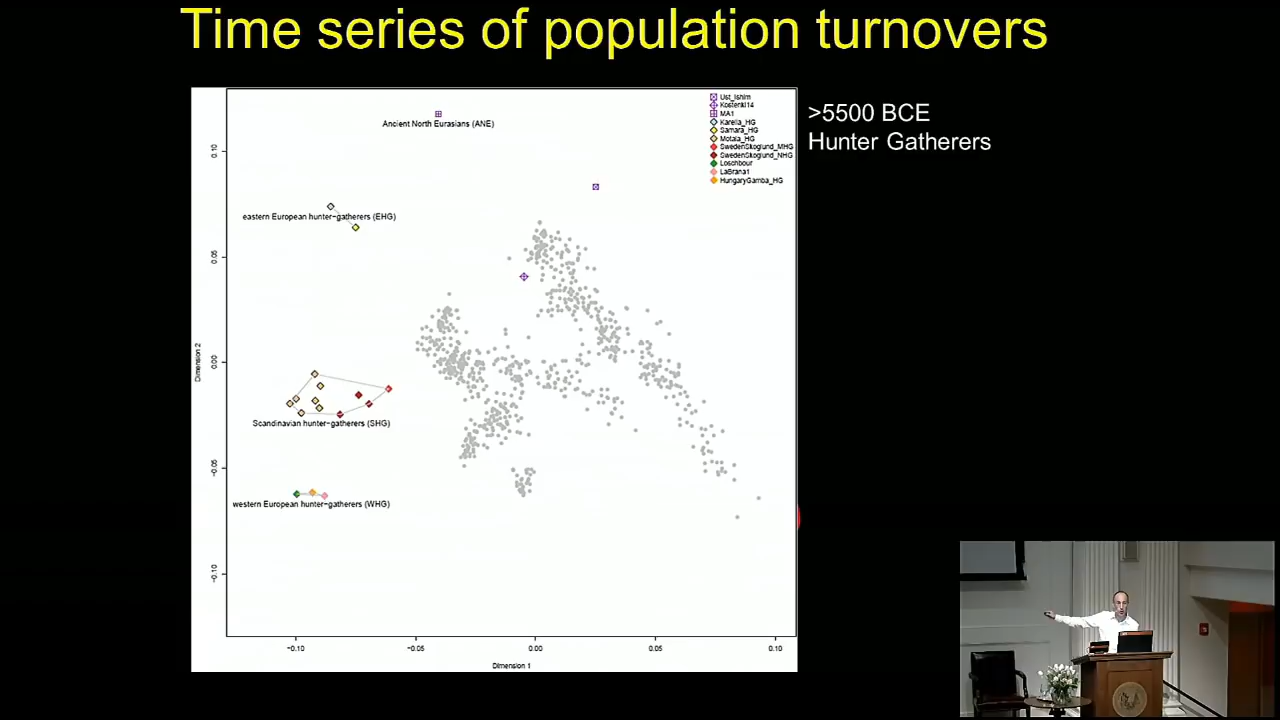 Time series of population turnovers
>5500 BCE
Hunter Gatherers
Ust_Ishim
Kostenki14
MA1
Karelia_HG
Samara_HG
Motala_HG
SwedenSkoglund_MHG
SwedenSkoglund_NHG
Loschbour
LaBrana1
HungaryGamba_HG
Ancient North Eurasians (ANE)
eastern European hunter-gatherers (EHG)
Scandinavian hunter-gatherers (SHG)
western European hunter-gatherers (WHG)
Dimension 2
0.10
0.05
0.00
-0.05
-0.10
-0.10
-0.05
0.00
0.05
0.10
Dimension 1